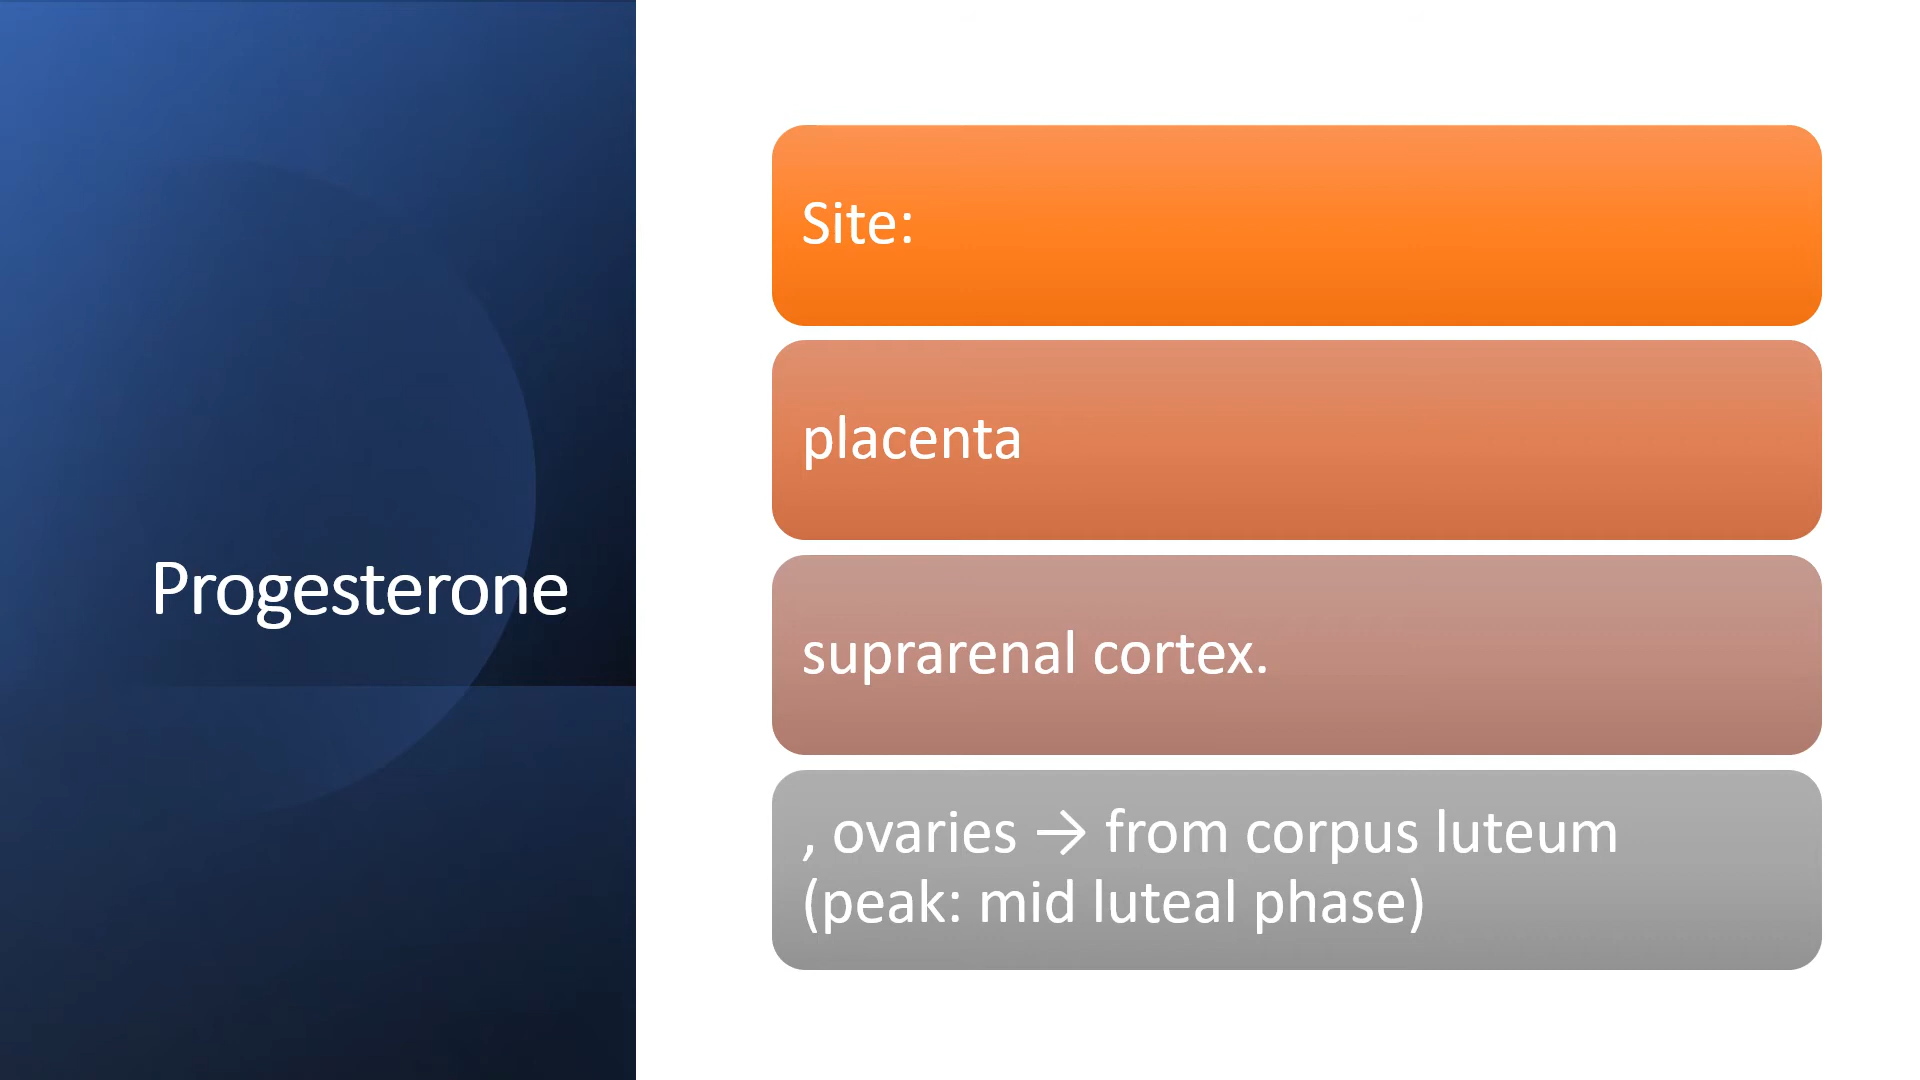 Progesterone
Site:
placenta
suprarenal cortex.
, ovaries → from corpus luteum
(peak: mid luteal phase)